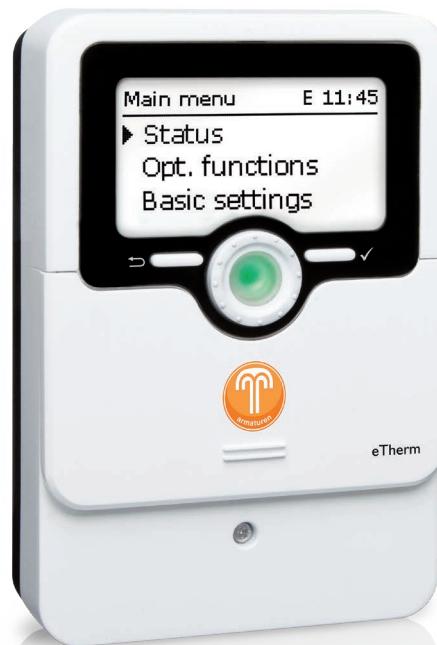 Main menu E 11:45
Status
Opt. functions
Basic settings
armaturen
eTherm